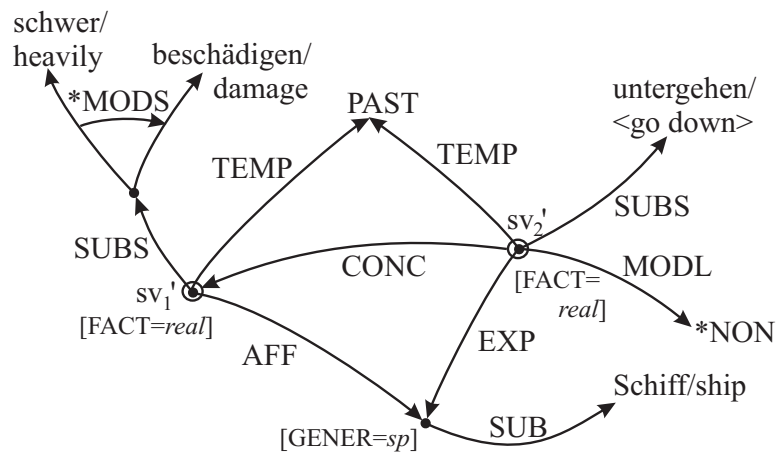 schwer/
heavily
beschädigen/
damage
*MODS
PAST
untergehen/
<go down>
TEMP
TEMP
SUBS
SUBS
sv₂'
CONC
MODL
sv₁'
[FACT=real]
[FACT=
real]
*NON
AFF
EXP
Schiff/ship
[GENER=sp]
SUB